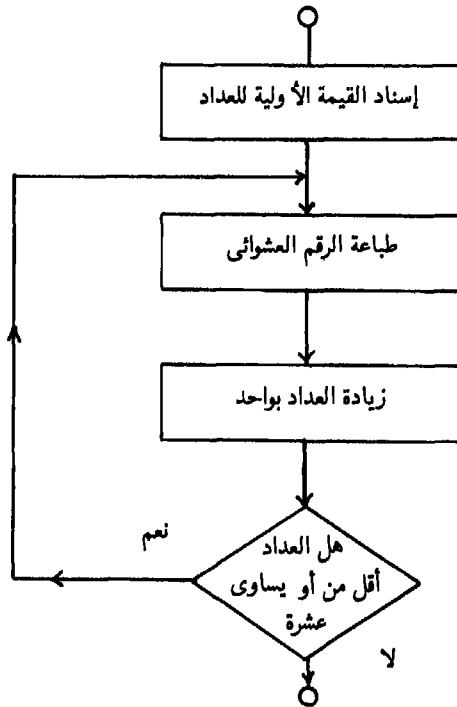 إسناد القيمة الأولية للعداد
طباعة الرقم العشوائى
زيادة العداد بواحد
نعم
هل العداد
أقل من أو يساوى
عشرة
لا